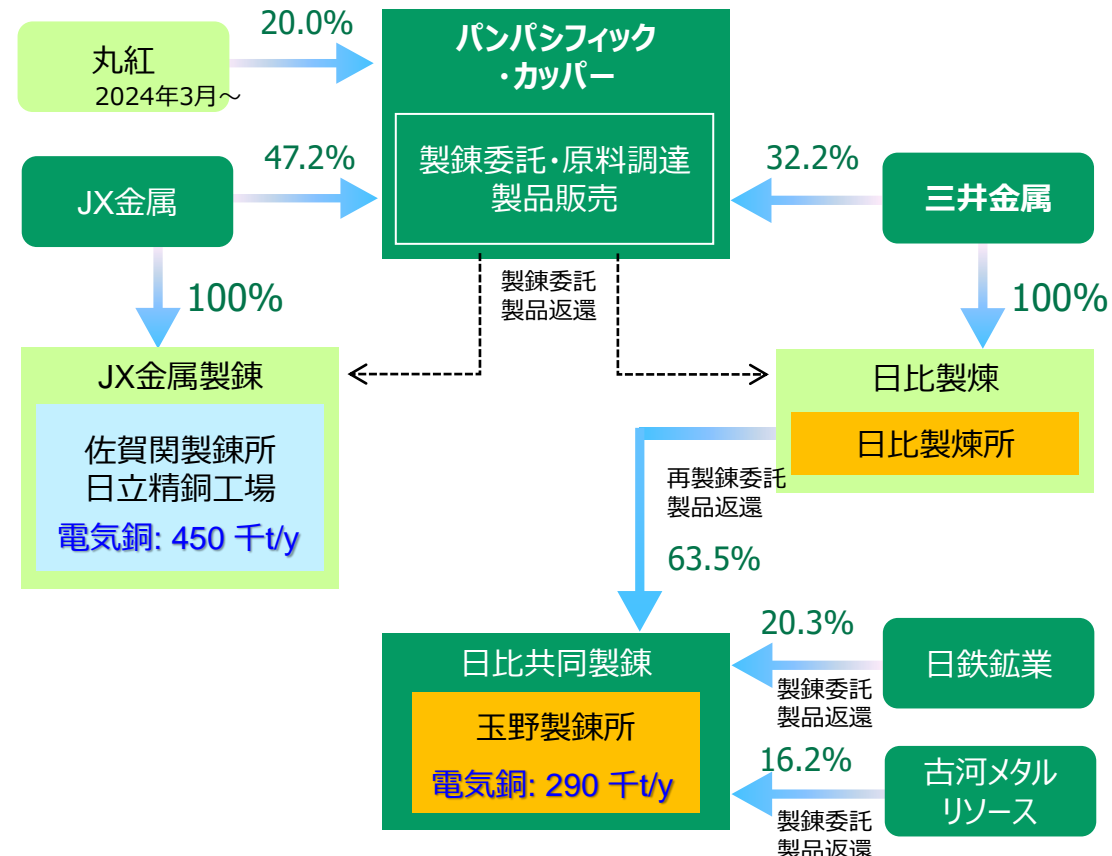 20.0%
パンパシフィック
・カッパー
丸紅
2024年3月～
47.2%
製錬委託・原料調達
製品販売
32.2%
JX金属
三井金属
製錬委託
製品返還
100%
100%
JX金属製錬
日比製煉
佐賀関製錬所
日立精銅工場
電気銅: 450 千t/y
日比製煉所
再製錬委託
製品返還
63.5%
20.3%
日比共同製錬
日鉄鉱業
製錬委託
製品返還
玉野製錬所
電気銅: 290 千t/y
16.2%
古河メタル
リソース
製錬委託
製品返還